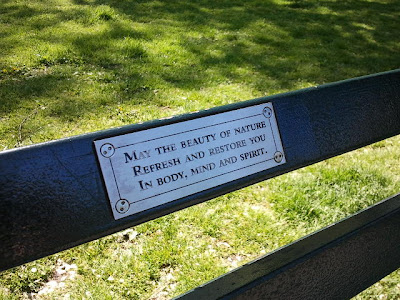 May the beauty of nature
Refresh and restore you
In body, mind and spirit.